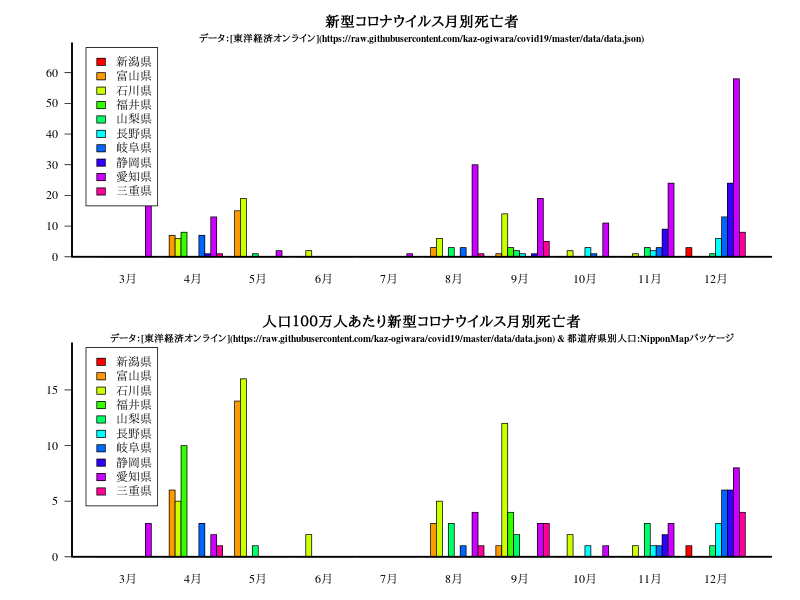 新型コロナウイルス月別死亡者
データ:[東洋経済オンライン](https://raw.githubusercontent.com/kaz-ogiwara/covid19/master/data/data.json)
60
50
40
30
20
10
0
新潟県
富山県
石川県
福井県
山梨県
長野県
岐阜県
静岡県
愛知県
三重県
3月 4月 5月 6月 7月 8月 9月 10月 11月 12月
人口100万人あたり新型コロナウイルス月別死亡者
データ:[東洋経済オンライン](https://raw.githubusercontent.com/kaz-ogiwara/covid19/master/data/data.json) & 都道府県別人口:NipponMapパッケージ
15
10
5
0
新潟県
富山県
石川県
福井県
山梨県
長野県
岐阜県
静岡県
愛知県
三重県
3月 4月 5月 6月 7月 8月 9月 10月 11月 12月